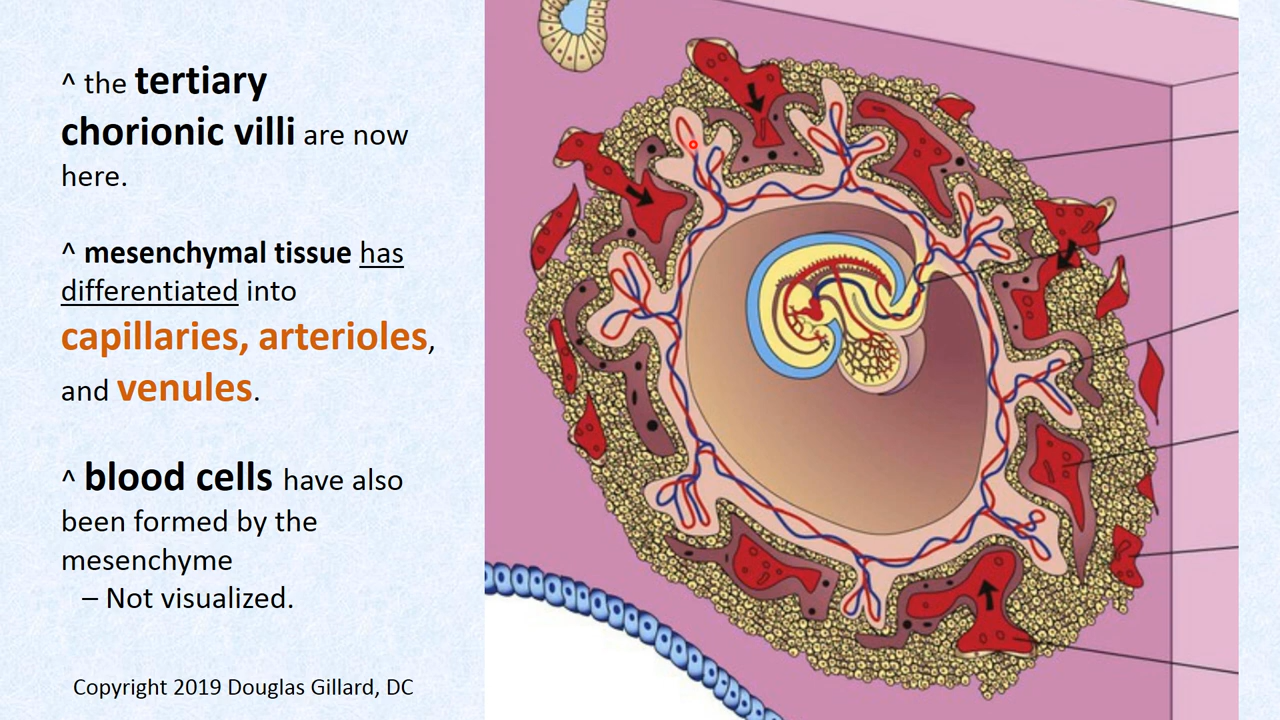 ^ the tertiary
chorionic villi are now
here.
^ mesenchymal tissue has
differentiated into
capillaries, arterioles,
and venules.
^ blood cells have also
been formed by the
mesenchyme
– Not visualized.
Copyright 2019 Douglas Gillard, DC